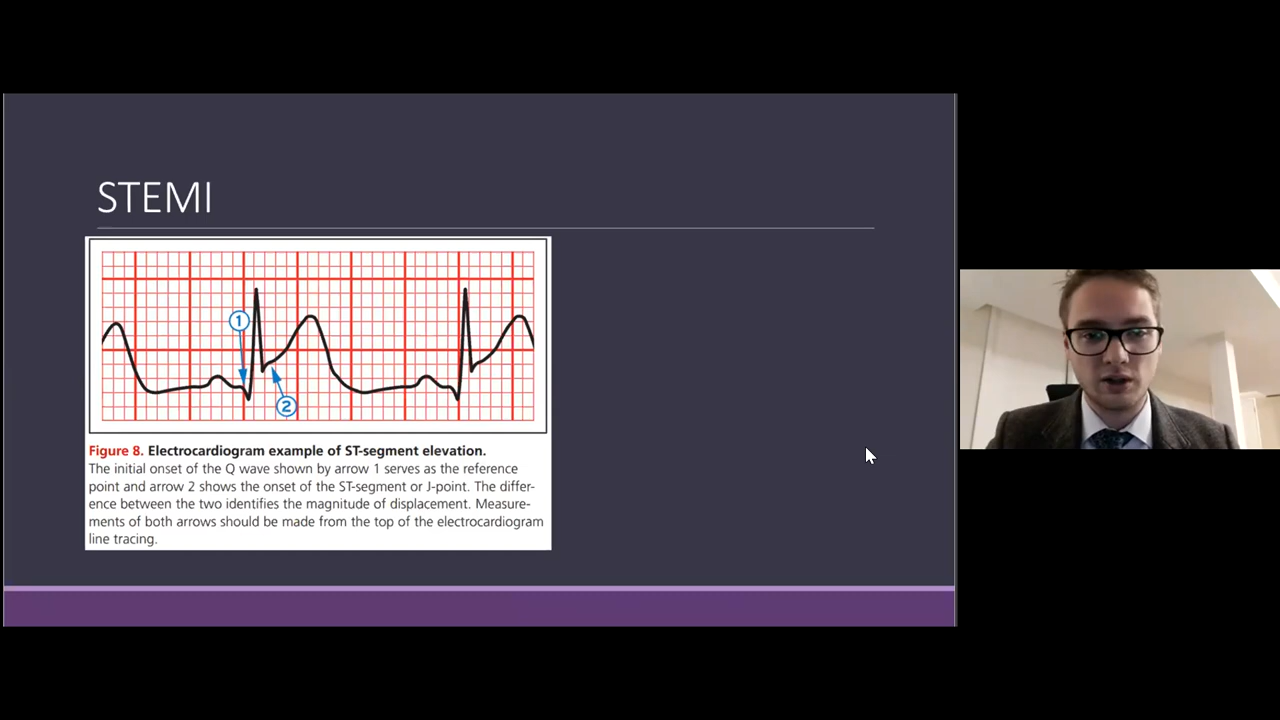 STEMI
1
2
Figure 8. Electrocardiogram example of ST-segment elevation.
The initial onset of the Q wave shown by arrow 1 serves as the reference
point and arrow 2 shows the onset of the ST-segment or J-point. The differ-
ence between the two identifies the magnitude of displacement. Measure-
ments of both arrows should be made from the top of the electrocardiogram
line tracing.